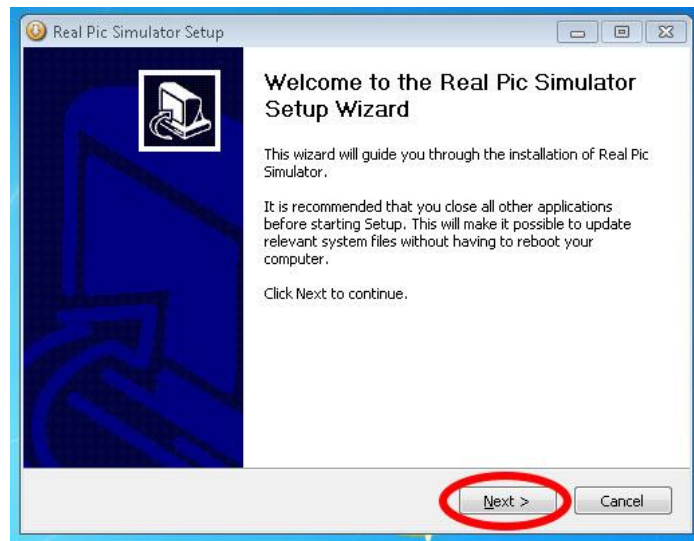 Real Pic Simulator Setup
Welcome to the Real Pic Simulator
Setup Wizard
This wizard will guide you through the installation of Real Pic
Simulator.
It is recommended that you close all other applications
before starting Setup. This will make it possible to update
relevant system files without having to reboot your
computer.
Click Next to continue.
Next >
Cancel